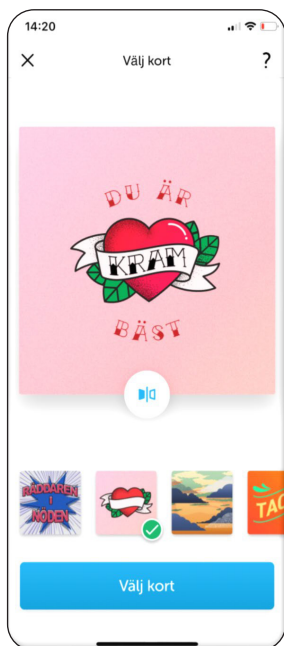 14:20
Välj kort
?
DU ÄR
KRAM
BÄST
RÄDDAREN
I
NÖDEN
TAC
Välj kort